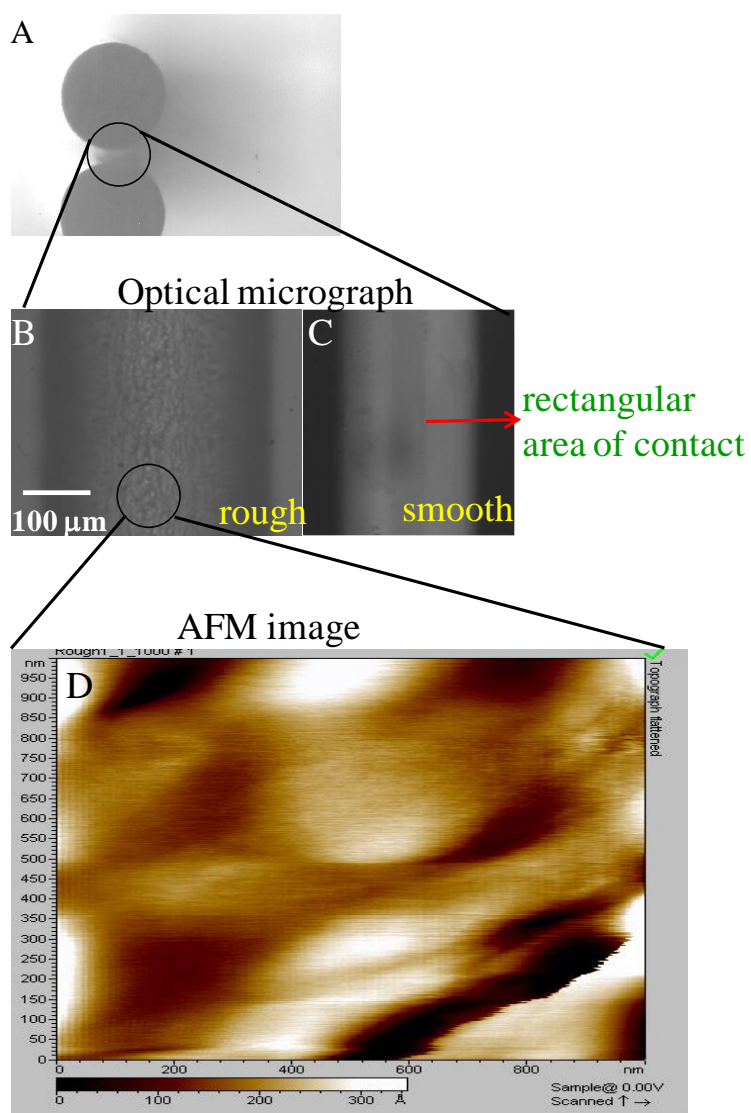 A
Optical micrograph
B
C
rectangular
area of contact
100 μm
rough
smooth
AFM image
Rough1_1_1000 # 1
nm
D
Topograph flattened
950
900
850
800
750
700
650
600
550
500
450
400
350
300
250
200
150
100
50
0
0 200 400 600 800 nm
0 100 200 300 Å
Sample@ 0.00V
Scanned ↑ →